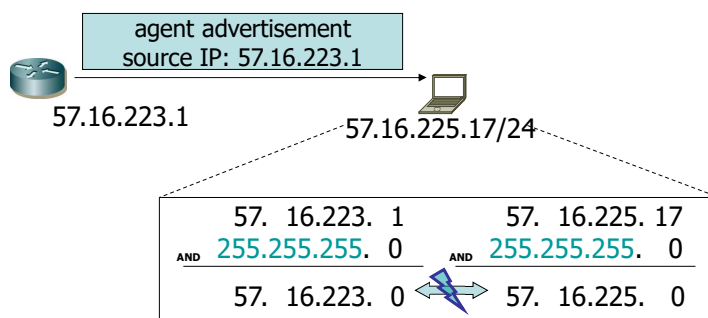 agent advertisement
source IP: 57.16.223.1
57.16.223.1
57.16.225.17/24
57. 16.223. 1 57. 16.225. 17
AND 255.255.255. 0 AND 255.255.255. 0
57. 16.223. 0 57. 16.225. 0